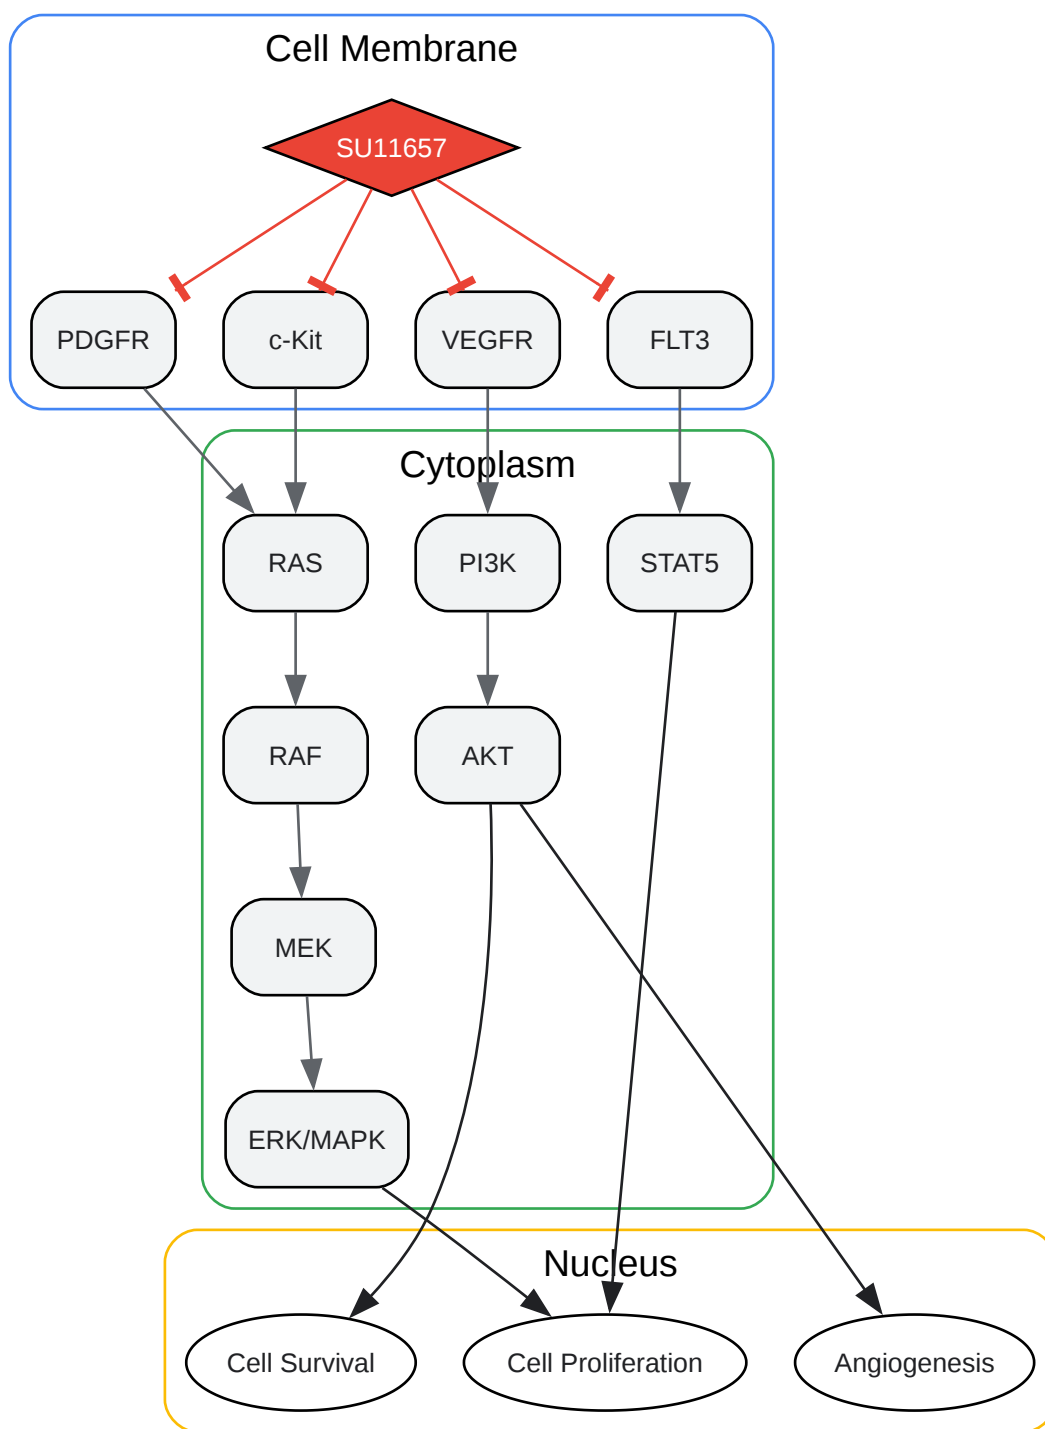 Cell Membrane
SU11657
PDGFR
c-Kit
VEGFR
FLT3
Cytoplasm
RAS
PI3K
STAT5
RAF
AKT
MEK
ERK/MAPK
Nucleus
Cell Survival
Cell Proliferation
Angiogenesis